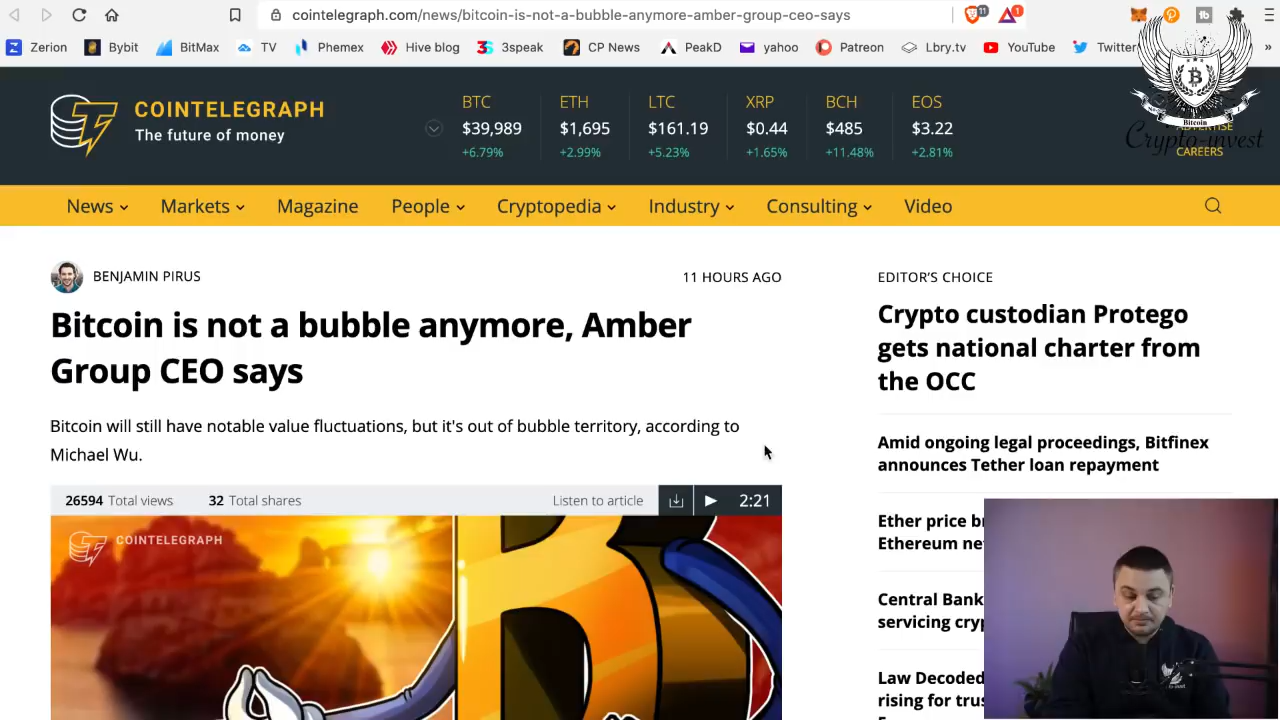 cointelegraph.com/news/bitcoin-is-not-a-bubble-anymore-amber-group-ceo-says
11
1
tb
Zerion
Bybit
BitMax
TV
Phemex
Hive blog
3speak
CP News
PeakD
yahoo
Patreon
Lbry.tv
YouTube
Twitter
»
COINTELEGRAPH
The future of money
BTC ETH LTC XRP BCH EOS
$39,989 $1,695 $161.19 $0.44 $485 $3.22
+6.79% +2.99% +5.23% +1.65% +11.48% +2.81%
Bitcoin
Crypto-invest
ADVERTISE
CAREERS
News Markets Magazine People Cryptopedia Industry Consulting Video
BENJAMIN PIRUS
11 HOURS AGO
Bitcoin is not a bubble anymore, Amber
Group CEO says
Bitcoin will still have notable value fluctuations, but it's out of bubble territory, according to
Michael Wu.
26594 Total views 32 Total shares Listen to article 2:21
COINTELEGRAPH
EDITOR'S CHOICE
Crypto custodian Protego
gets national charter from
the OCC
Amid ongoing legal proceedings, Bitfinex
announces Tether loan repayment
Ether price
Ethereum
Central Bank
servicing
Law Decoded
rising for